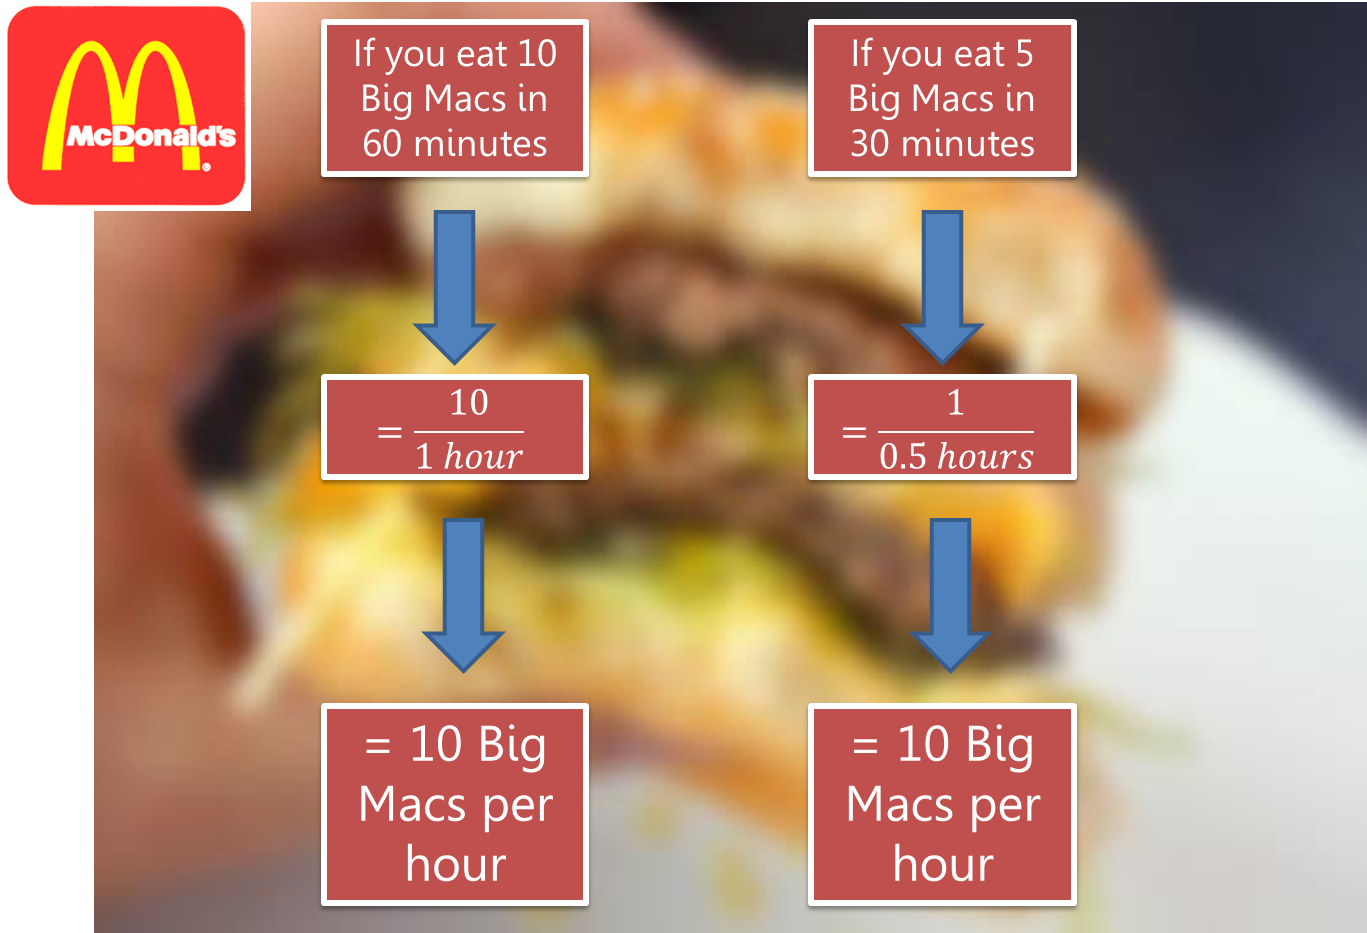 McDonald's
®
If you eat 10
Big Macs in
60 minutes
If you eat 5
Big Macs in
30 minutes
= 10 / 1 hour
= 1 / 0.5 hours
= 10 Big
Macs per
hour
= 10 Big
Macs per
hour